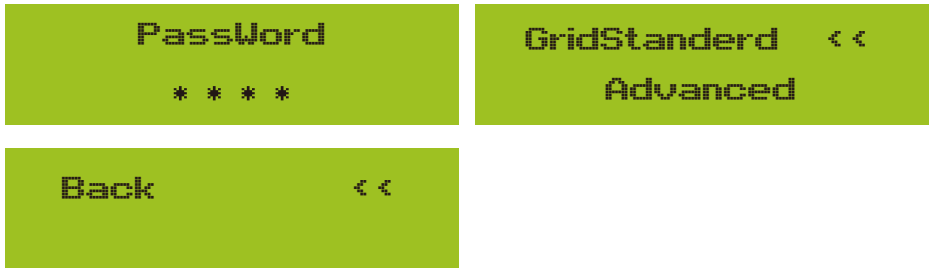 PassWord
* * * *
GridStanderd <<
Advanced
Back <<